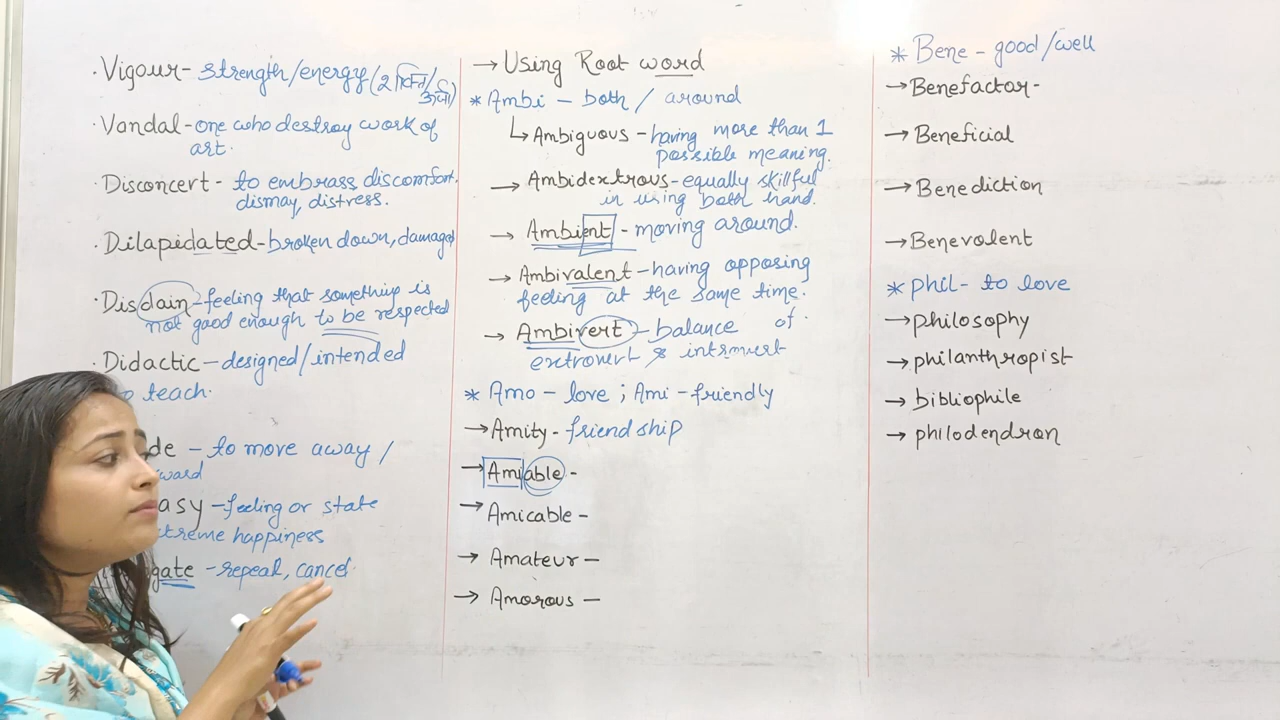 · Vigour - strength/energy (शक्ति/
ऊर्जा)
Vandal - one who destroy work of
art.
· Disconcert - to embrass discomfort.
dismay, distress.
· Dilapidated - broken down, damaged
· Disdain - feeling that something is
not good enough to be respected
· Didactic - designed/intended
to teach.
de - to move away /
ward
asy - feeling or state
treme happiness
gate - repeal, cancel.
→ Using Root word
* Ambi - both / around
↳ Ambiguous - having more than 1
possible meaning.
→ Ambidextrous - equally skillful
in using both hand.
→ Ambient - moving around.
→ Ambivalent - having opposing
feeling at the same time.
→ Ambivert - balance of
extrovert & introvert
* Amo - love ; Ami - friendly
→ Amity - friendship
→ Amiable -
→ Amicable -
→ Amateur -
→ Amorous -
* Bene - good/well
→ Benefactor -
→ Beneficial
→ Benediction
→ Benevolent
* phil - to love
→ philosophy
→ philanthropist
→ bibliophile
→ philodendron